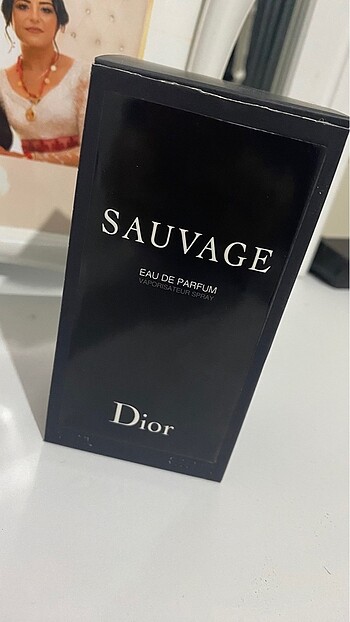 SAUVAGE
EAU DE PARFUM
VAPORISATEUR SPRAY
Dior